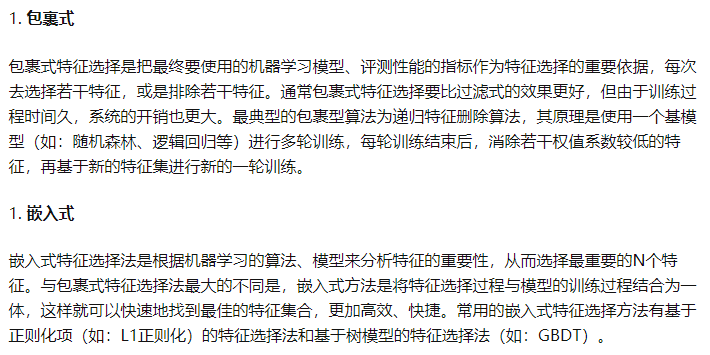 1. 包裹式
包裹式特征选择是把最终要使用的机器学习模型、评测性能的指标作为特征选择的重要依据，每次
去选择若干特征，或是排除若干特征。通常包裹式特征选择要比过滤式的效果更好，但由于训练过
程时间久，系统的开销也更大。最典型的包裹型算法为递归特征删除算法，其原理是使用一个基模
型（如：随机森林、逻辑回归等）进行多轮训练，每轮训练结束后，消除若干权值系数较低的特
征，再基于新的特征集进行新的一轮训练。
1. 嵌入式
嵌入式特征选择法是根据机器学习的算法、模型来分析特征的重要性，从而选择最重要的N个特
征。与包裹式特征选择法最大的不同是，嵌入式方法是将特征选择过程与模型的训练过程结合为一
体，这样就可以快速地找到最佳的特征集合，更加高效、快捷。常用的嵌入式特征选择方法有基于
正则化项（如：L1正则化）的特征选择法和基于树模型的特征选择法（如：GBDT）。